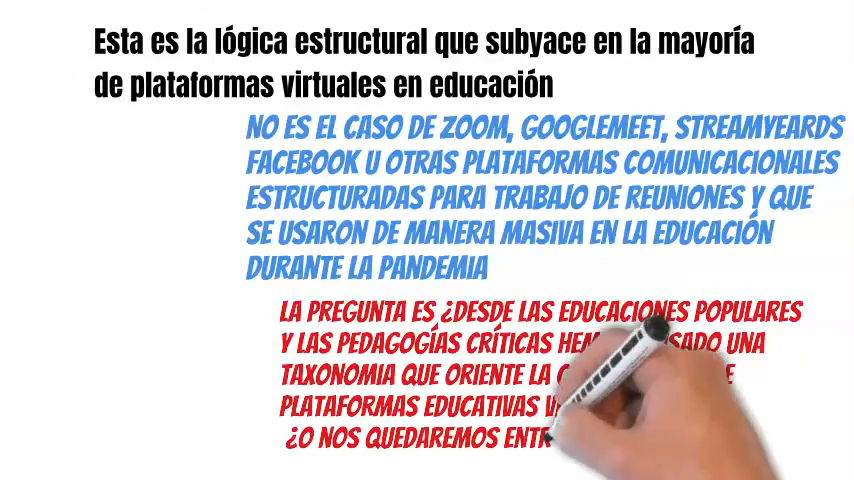 Esta es la lógica estructural que subyace en la mayoría
de plataformas virtuales en educación
NO ES EL CASO DE ZOOM, GOOGLEMEET, STREAMYEARDS
FACEBOOK U OTRAS PLATAFORMAS COMUNICACIONALES
ESTRUCTURADAS PARA TRABAJO DE REUNIONES Y QUE
SE USARON DE MANERA MASIVA EN LA EDUCACIÓN
DURANTE LA PANDEMIA
LA PREGUNTA ES ¿DESDE LAS EDUCACIONES POPULARES
Y LAS PEDAGOGÍAS CRÍTICAS UNA
TAXONOMIA QUE ORIENTE LA
PLATAFORMAS EDUCATIVAS
¿O NOS QUEDAREMOS